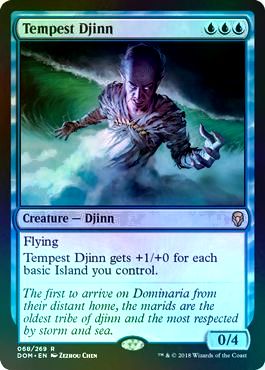 Tempest Djinn
Creature — Djinn
Flying
Tempest Djinn gets +1/+0 for each
basic Island you control.
The first to arrive on Dominaria from
their distant home, the marids are the
oldest tribe of djinn and the most respected
by storm and sea.
0/4
068/269 R
DOM • EN ZEZHOU CHEN
™ & © 2018 Wizards of the Coast